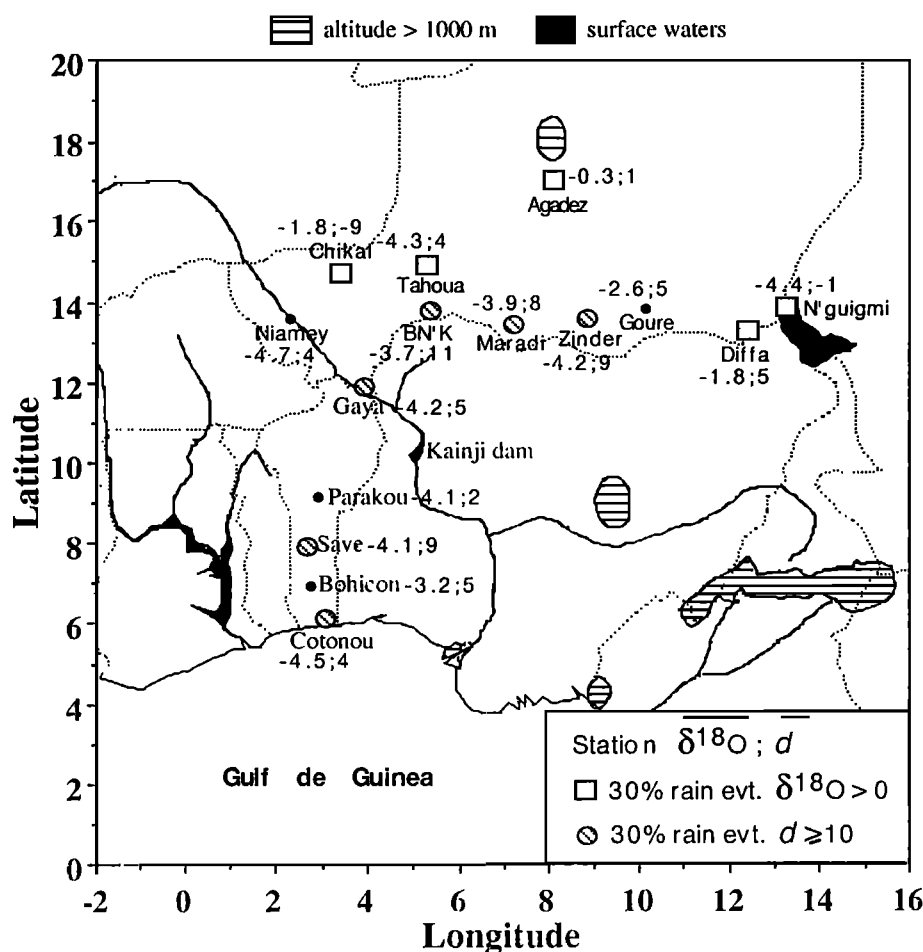 altitude > 1000 m
surface waters
20
18
16
14
12
10
8
6
4
2
0
Latitude
-0.3;1
Agadez
-1.8;-9
Chikal
-4.3;4
Tahoua
-2.6;5
Goure
-4.4;-1
N'guigmi
-3.9;8
Maradi
Zinder
-4.2;9
Niamey
-4.7;4
BN'K
-3.7;11
Diffa
-1.8;5
Gaya -4.2;5
Kainji dam
Parakou-4.1;2
Save-4.1;9
Bohicon-3.2;5
Cotonou
-4.5;4
Gulf de Guinea
Station δ18O ; d
30% rain evt. δ18O > 0
30% rain evt. d ≥ 10
-2 0 2 4 6 8 10 12 14 16
Longitude